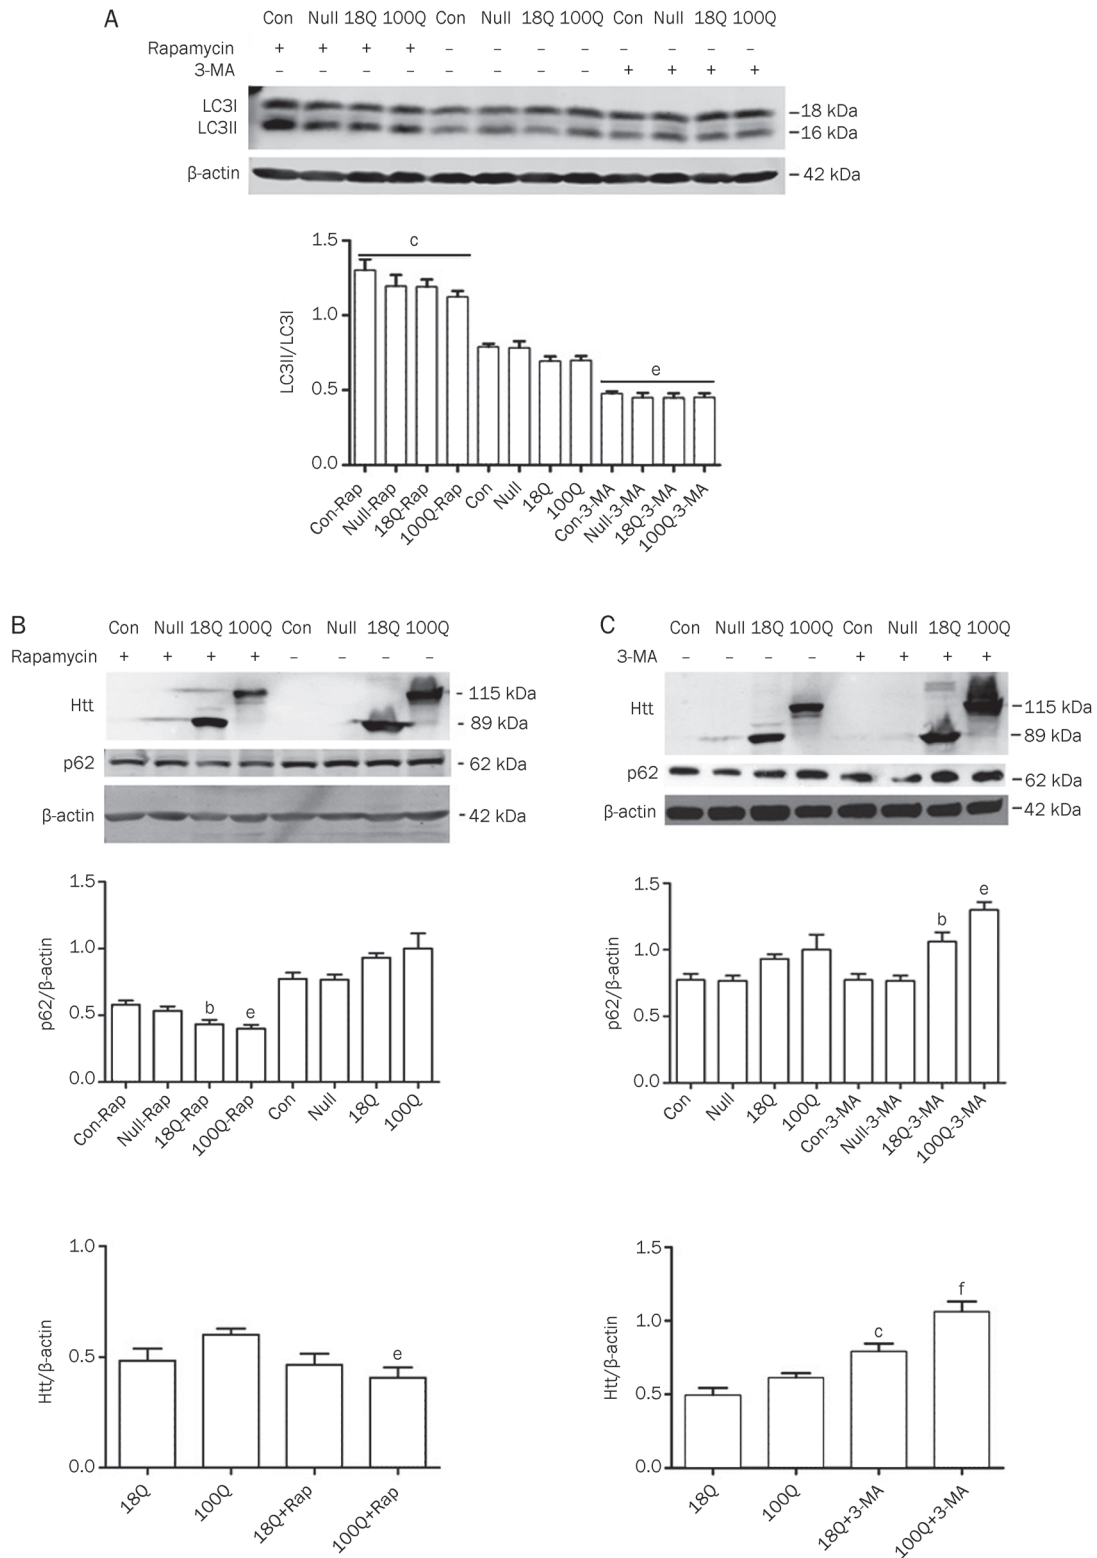 A
Con Null 18Q 100Q Con Null 18Q 100Q Con Null 18Q 100Q
Rapamycin + + + + – – – – – – – –
3-MA – – – – – – – – + + + +
LC3I
–18 kDa
LC3II
–16 kDa
β-actin
– 42 kDa
1.5
1.0
0.5
0.0
LC3II/LC3I
c
e
Con-Rap Null-Rap 18Q-Rap 100Q-Rap Con Null 18Q 100Q Con-3-MA Null-3-MA 18Q-3-MA 100Q-3-MA
B
Con Null 18Q 100Q Con Null 18Q 100Q
Rapamycin + + + + – – – –
Htt
- 115 kDa
- 89 kDa
p62
- 62 kDa
β-actin
- 42 kDa
1.5
1.0
0.5
0.0
p62/β-actin
b
e
Con-Rap Null-Rap 18Q-Rap 100Q-Rap Con Null 18Q 100Q
1.0
0.5
0.0
Htt/β-actin
e
18Q 100Q 18Q+Rap 100Q+Rap
C
Con Null 18Q 100Q Con Null 18Q 100Q
3-MA – – – – + + + +
Htt
–115 kDa
–89 kDa
p62
–62 kDa
β-actin
–42 kDa
1.5
1.0
0.5
0.0
p62/β-actin
b
e
Con Null 18Q 100Q Con-3-MA Null-3-MA 18Q-3-MA 100Q-3-MA
1.5
1.0
0.5
0.0
Htt/β-actin
c
f
18Q 100Q 18Q+3-MA 100Q+3-MA